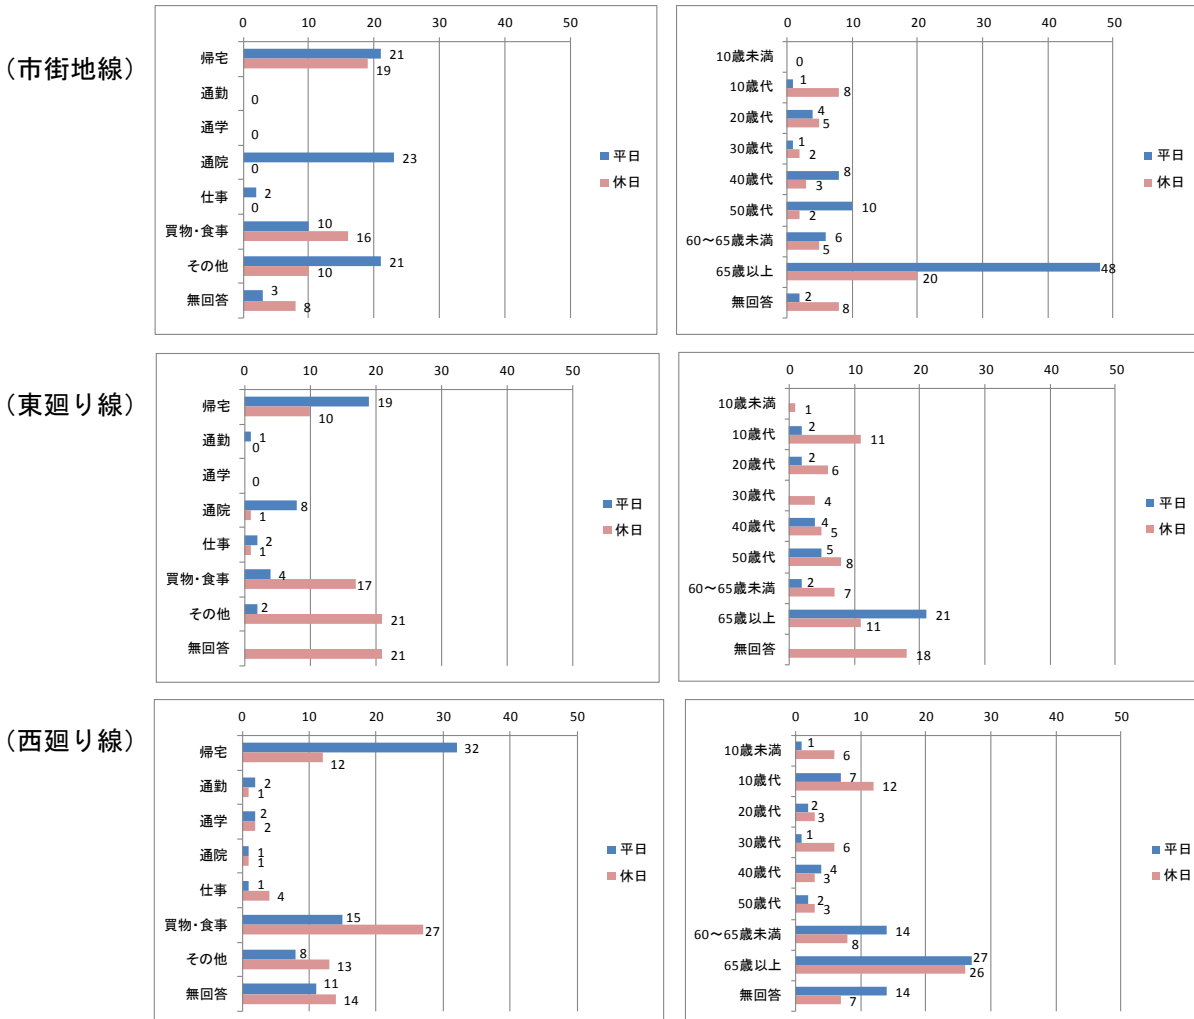 (市街地線)
0 10 20 30 40 50
帰宅 21
19
通勤 0
通学 0
通院 23
0
仕事 2
0
買物・食事 10
16
その他 21
10
無回答 3
8
平日
休日
0 10 20 30 40 50
10歳未満 0
10歳代 1
8
20歳代 4
5
30歳代 1
2
40歳代 8
3
50歳代 10
2
60～65歳未満 6
5
65歳以上 48
20
無回答 2
8
平日
休日
(東廻り線)
0 10 20 30 40 50
帰宅 19
10
通勤 1
0
通学 0
通院 8
1
仕事 2
1
買物・食事 4
17
その他 2
21
無回答 21
平日
休日
0 10 20 30 40 50
10歳未満 1
10歳代 2
11
20歳代 2
6
30歳代 4
40歳代 4
5
50歳代 5
8
60～65歳未満 2
7
65歳以上 21
11
無回答 18
平日
休日
(西廻り線)
0 10 20 30 40 50
帰宅 32
12
通勤 2
1
通学 2
2
通院 1
1
仕事 1
4
買物・食事 15
27
その他 8
13
無回答 11
14
平日
休日
0 10 20 30 40 50
10歳未満 1
6
10歳代 7
12
20歳代 2
3
30歳代 1
6
40歳代 4
3
50歳代 2
3
60～65歳未満 14
8
65歳以上 27
26
無回答 14
7
平日
休日